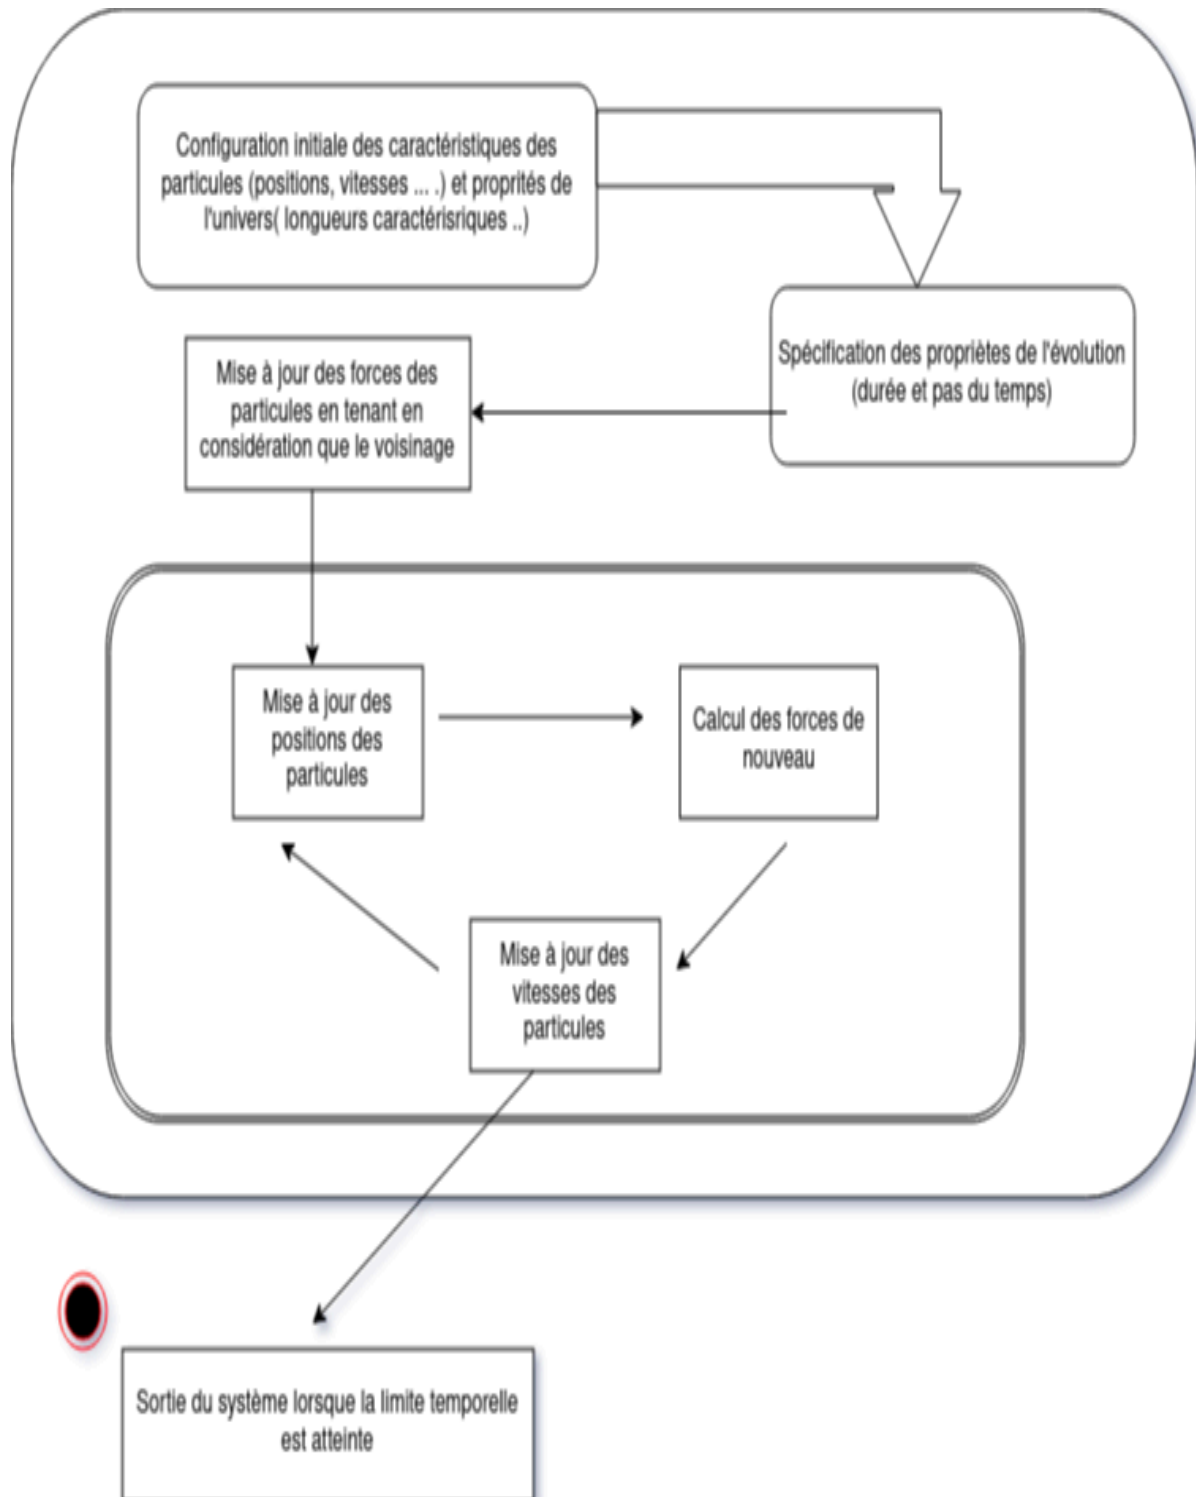 Configuration initiale des caractéristiques des
particules (positions, vitesses ... .) et proprités de
l'univers( longueurs caractérisriques ..)
Spécification des propriètes de l'évolution
(durée et pas du temps)
Mise à jour des forces des
particules en tenant en
considération que le voisinage
Mise à jour des
positions des
particules
Calcul des forces de
nouveau
Mise à jour des
vitesses des
particules
Sortie du système lorsque la limite temporelle
est atteinte